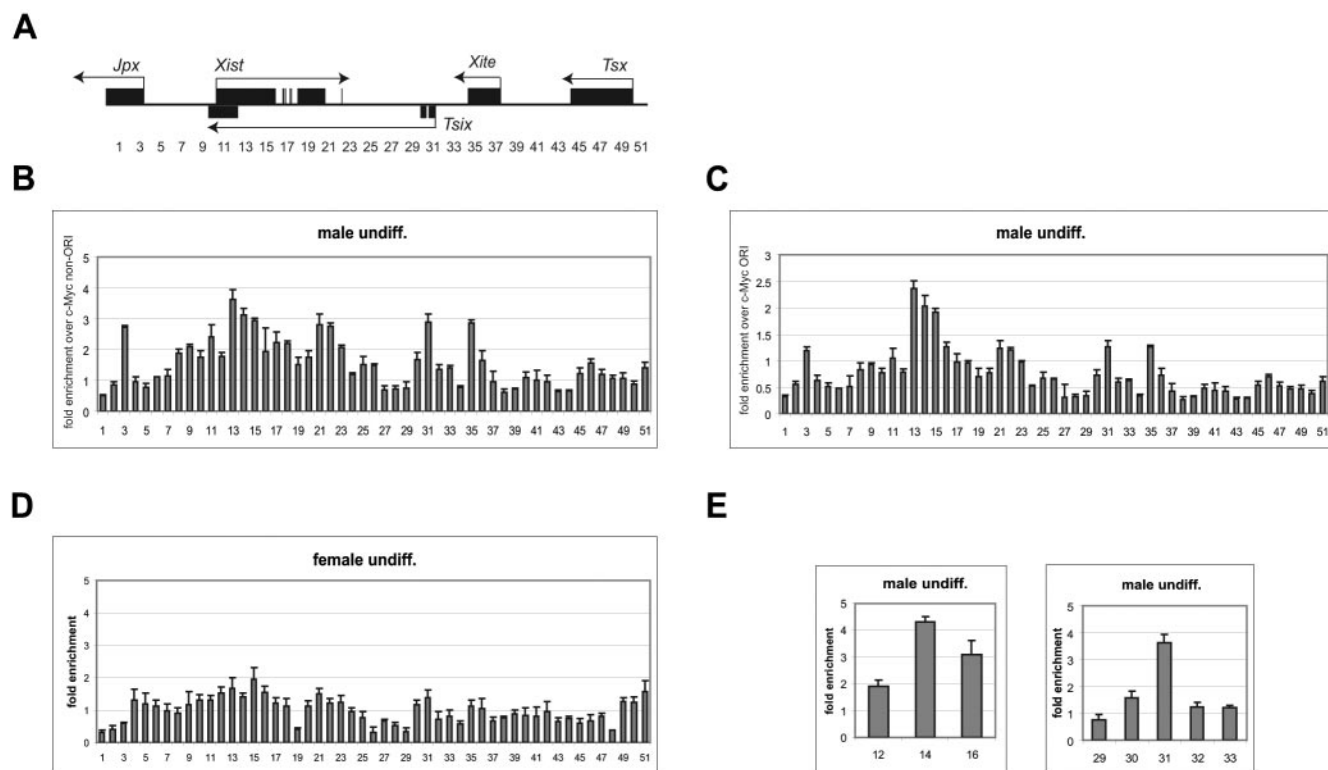 A
Jpx Xist Xite Tsx
Tsix
1 3 5 7 9 11 13 15 17 19 21 23 25 27 29 31 33 35 37 39 41 43 45 47 49 51
B
male undiff.
fold enrichment over c-Myc non-ORI
5
4
3
2
1
0
1 3 5 7 9 11 13 15 17 19 21 23 25 27 29 31 33 35 37 39 41 43 45 47 49 51
C
male undiff.
fold enrichment over c-Myc ORI
3
2.5
2
1.5
1
0.5
0
1 3 5 7 9 11 13 15 17 19 21 23 25 27 29 31 33 35 37 39 41 43 45 47 49 51
D
female undiff.
fold enrichment
5
4
3
2
1
0
1 3 5 7 9 11 13 15 17 19 21 23 25 27 29 31 33 35 37 39 41 43 45 47 49 51
E
male undiff.
fold enrichment
5
4
3
2
1
0
12 14 16
male undiff.
fold enrichment
5
4
3
2
1
0
29 30 31 32 33